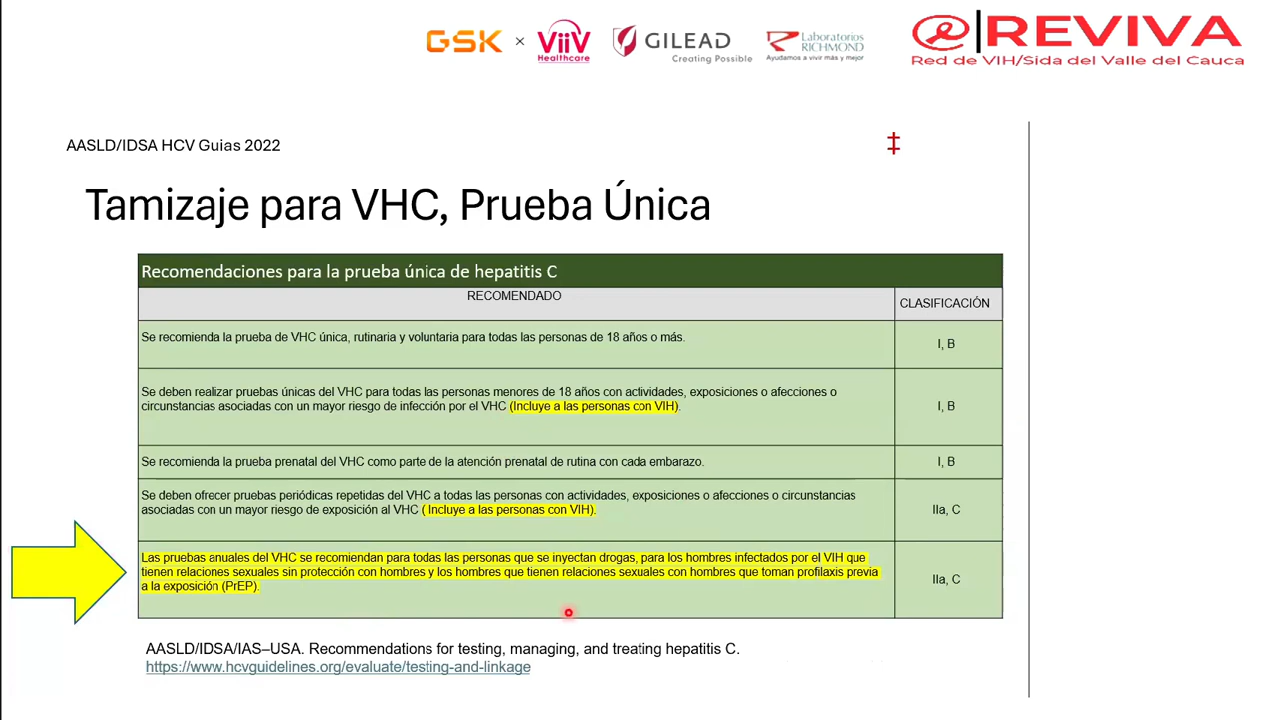 GSK × ViiV Healthcare GILEAD Creating Possible Laboratorios RICHMOND Ayudamos a vivir más y mejor
REVIVA
Red de VIH/Sida del Valle del Cauca
AASLD/IDSA HCV Guias 2022
‡
Tamizaje para VHC, Prueba Única
Recomendaciones para la prueba única de hepatitis C
RECOMENDADO
CLASIFICACIÓN
Se recomienda la prueba de VHC única, rutinaria y voluntaria para todas las personas de 18 años o más.
I, B
Se deben realizar pruebas únicas del VHC para todas las personas menores de 18 años con actividades, exposiciones o afecciones o
circunstancias asociadas con un mayor riesgo de infección por el VHC (Incluye a las personas con VIH).
I, B
Se recomienda la prueba prenatal del VHC como parte de la atención prenatal de rutina con cada embarazo.
I, B
Se deben ofrecer pruebas periódicas repetidas del VHC a todas las personas con actividades, exposiciones o afecciones o circunstancias
asociadas con un mayor riesgo de exposición al VHC ( Incluye a las personas con VIH).
IIa, C
Las pruebas anuales del VHC se recomiendan para todas las personas que se inyectan drogas, para los hombres infectados por el VIH que
tienen relaciones sexuales sin protección con hombres y los hombres que tienen relaciones sexuales con hombres que toman profilaxis previa
a la exposición (PrEP).
IIa, C
AASLD/IDSA/IAS–USA. Recommendations for testing, managing, and treating hepatitis C.
https://www.hcvguidelines.org/evaluate/testing-and-linkage